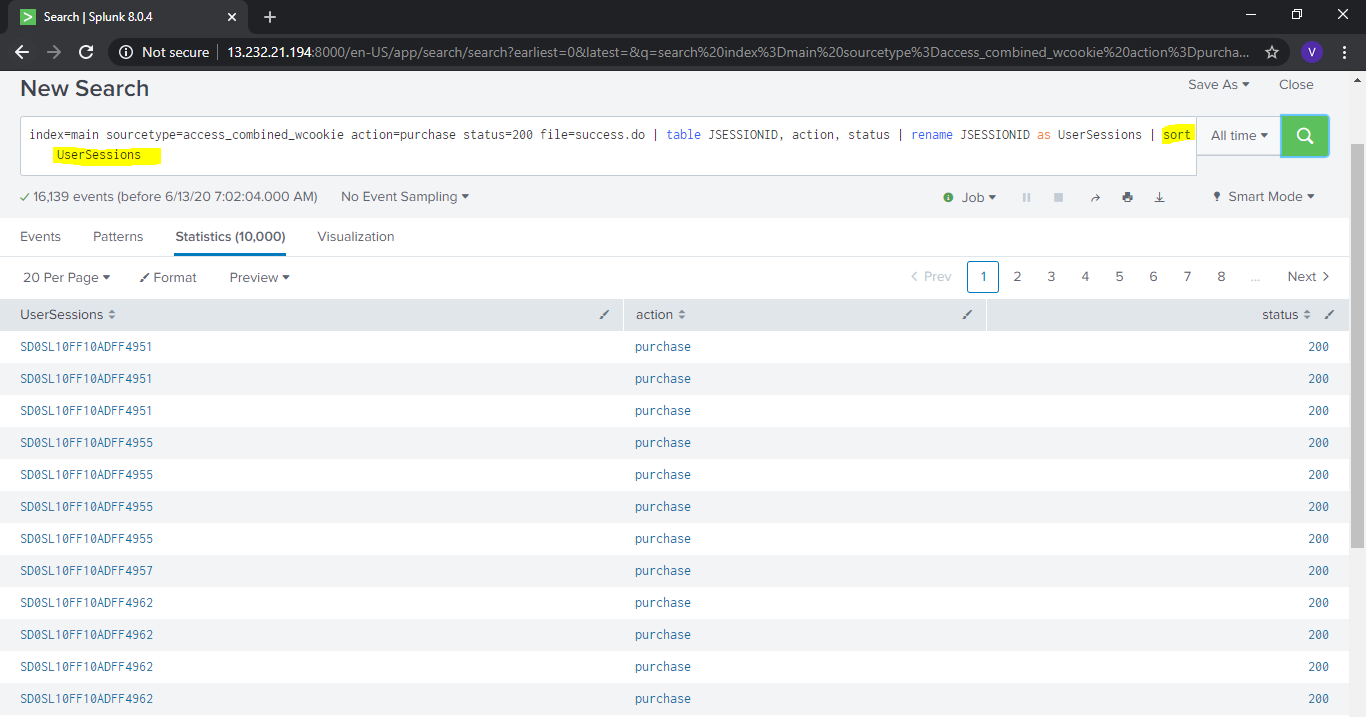 Search | Splunk 8.0.4
Not secure | 13.232.21.194:8000/en-US/app/search/search?earliest=0&latest=&q=search%20index%3Dmain%20sourcetype%3Daccess_combined_wcookie%20action%3Dpurcha... V
New Search Save As Close
index=main sourcetype=access_combined_wcookie action=purchase status=200 file=success.do | table JSESSIONID, action, status | rename JSESSIONID as UserSessions | sort All time
UserSessions
16,139 events (before 6/13/20 7:02:04.000 AM) No Event Sampling Job Smart Mode
Events Patterns Statistics (10,000) Visualization
20 Per Page Format Preview Prev 1 2 3 4 5 6 7 8 ... Next
UserSessions action status
SD0SL10FF10ADFF4951 purchase 200
SD0SL10FF10ADFF4951 purchase 200
SD0SL10FF10ADFF4951 purchase 200
SD0SL10FF10ADFF4955 purchase 200
SD0SL10FF10ADFF4955 purchase 200
SD0SL10FF10ADFF4955 purchase 200
SD0SL10FF10ADFF4955 purchase 200
SD0SL10FF10ADFF4957 purchase 200
SD0SL10FF10ADFF4962 purchase 200
SD0SL10FF10ADFF4962 purchase 200
SD0SL10FF10ADFF4962 purchase 200
SD0SL10FF10ADFF4962 purchase 200